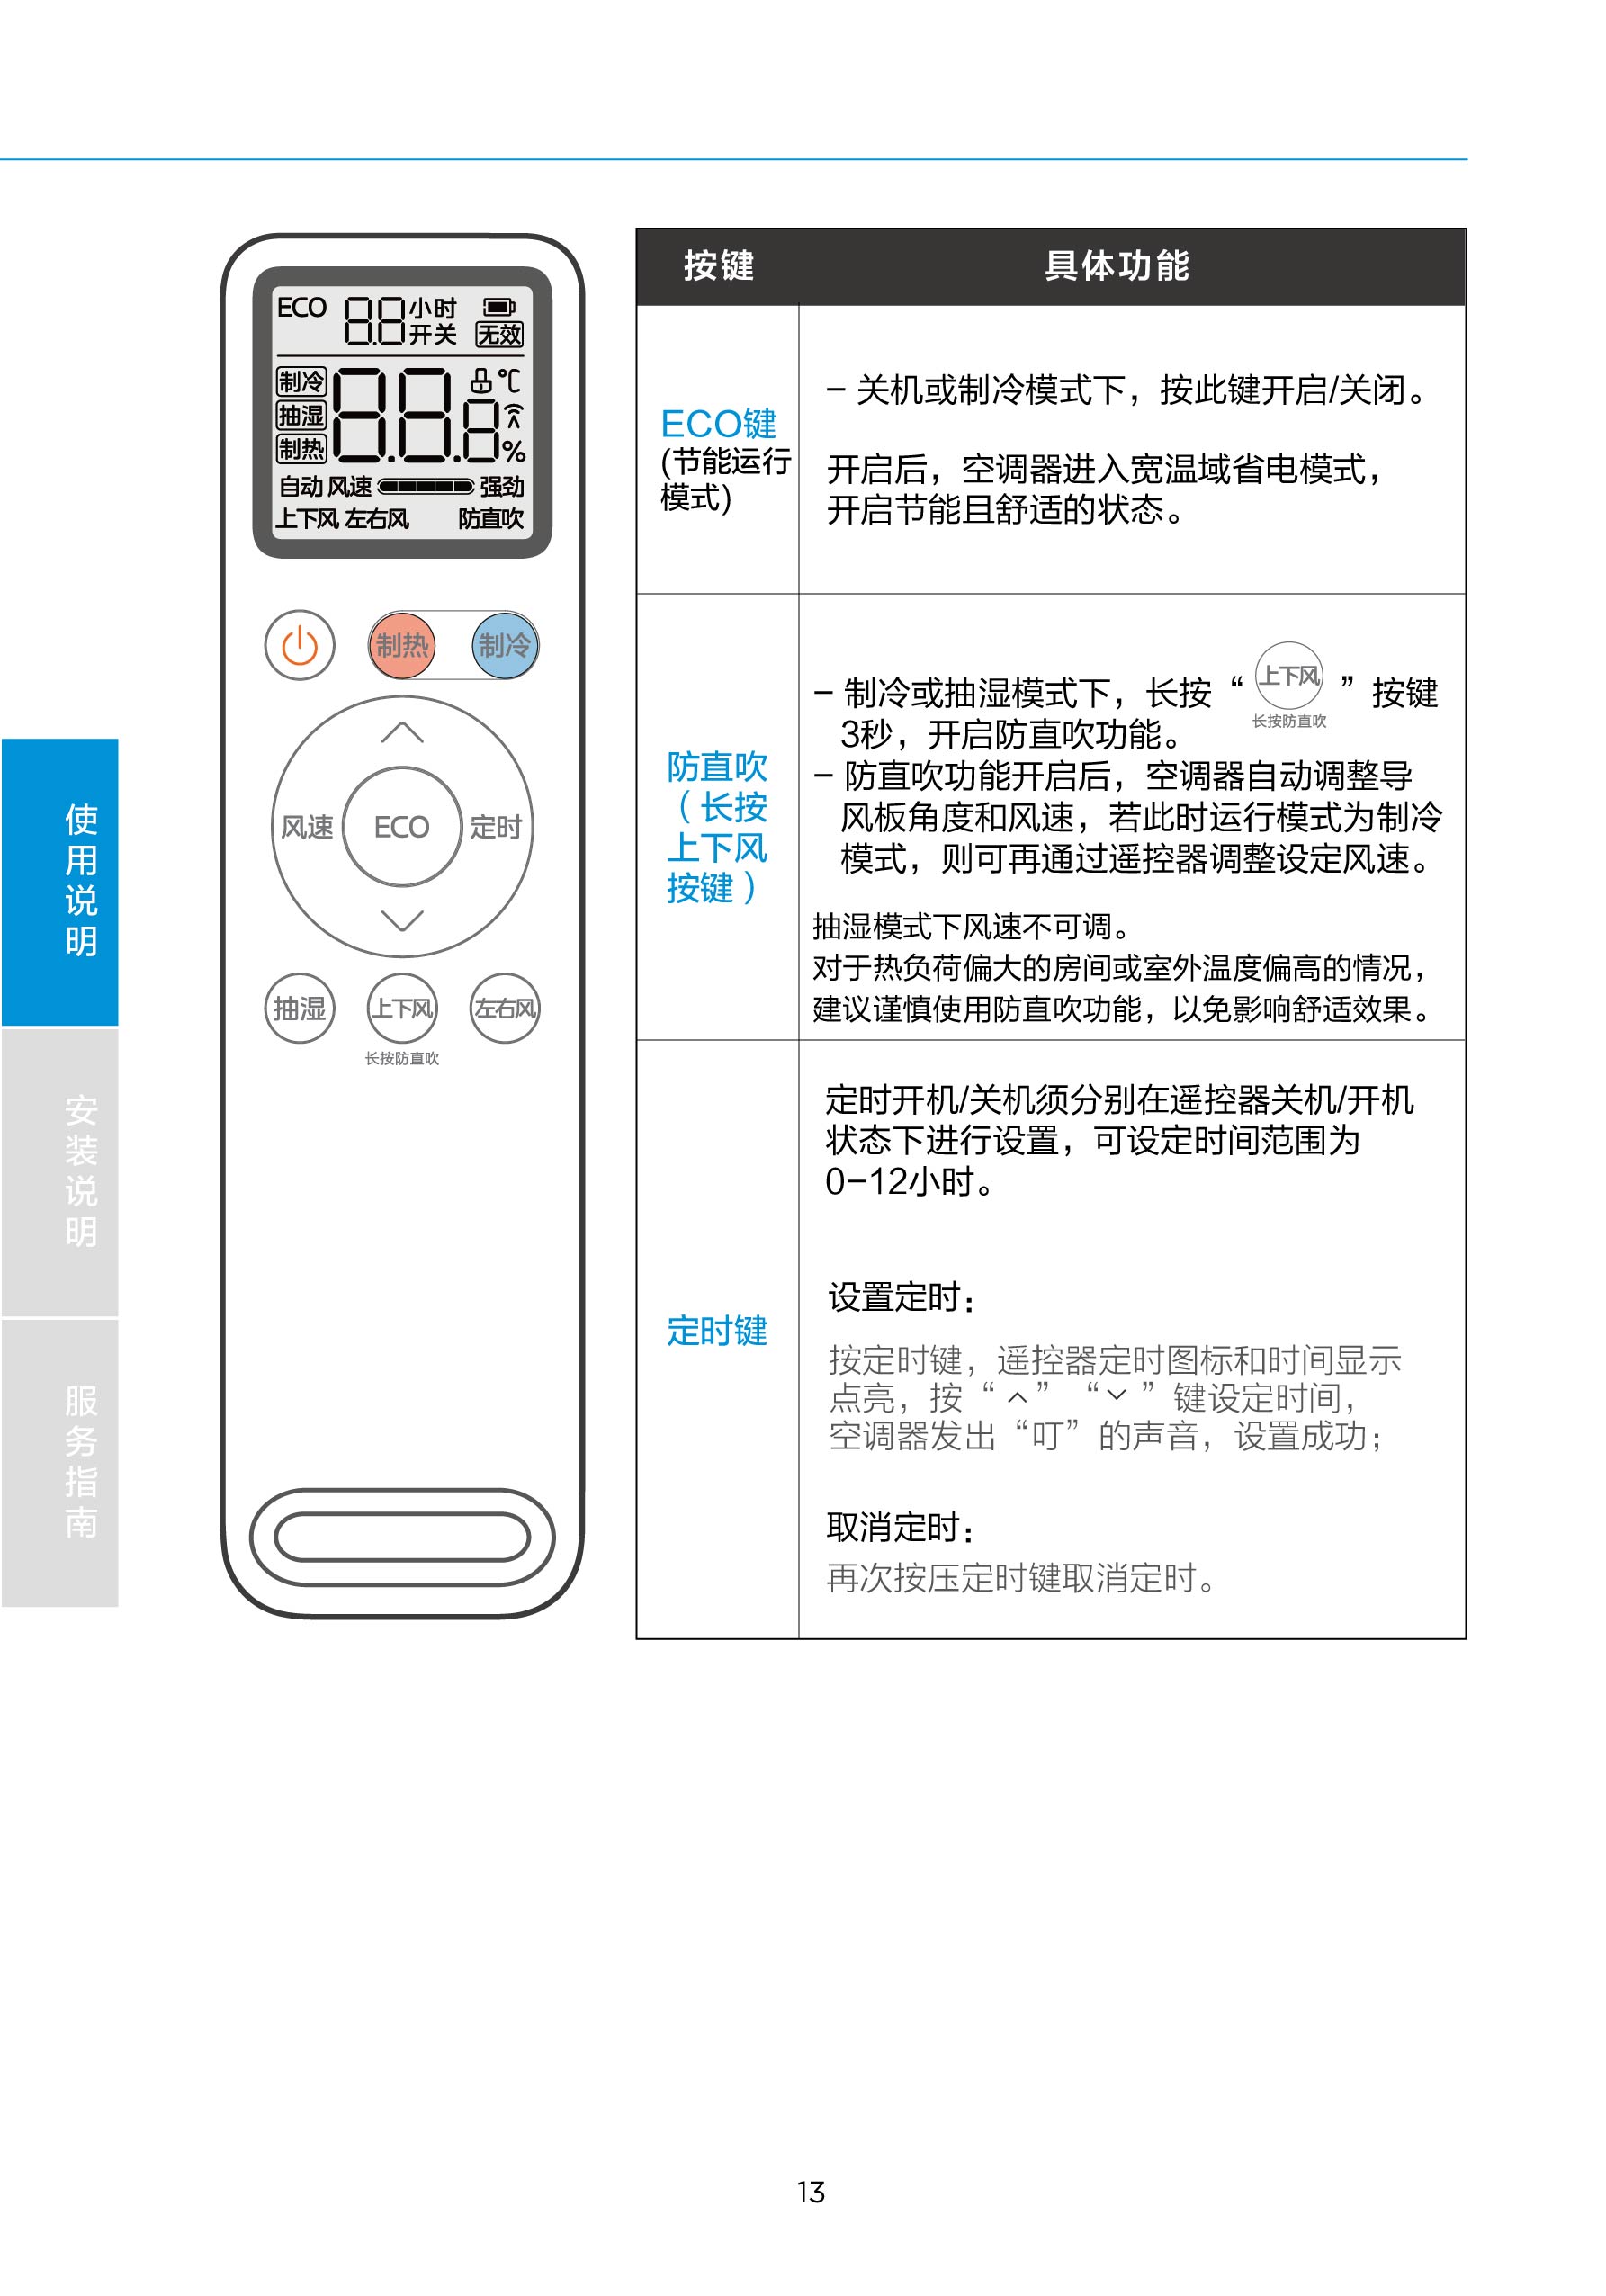 ECO 8.8 小时 开关 无效
制冷 88.8 ℃
抽湿
制热 %
自动 风速 强劲
上下风 左右风 防直吹
制热 制冷
风速 ECO 定时
抽湿 上下风 左右风
长按防直吹
使用说明
安装说明
服务指南
按键 具体功能
ECO键
(节能运行
模式)
- 关机或制冷模式下，按此键开启/关闭。
开启后，空调器进入宽温域省电模式，
开启节能且舒适的状态。
防直吹
（长按
上下风
按键）
- 制冷或抽湿模式下，长按“上下风”按键
长按防直吹
3秒，开启防直吹功能。
- 防直吹功能开启后，空调器自动调整导
风板角度和风速，若此时运行模式为制冷
模式，则可再通过遥控器调整设定风速。
抽湿模式下风速不可调。
对于热负荷偏大的房间或室外温度偏高的情况，
建议谨慎使用防直吹功能，以免影响舒适效果。
定时键
定时开机/关机须分别在遥控器关机/开机
状态下进行设置，可设定时间范围为
0-12小时。
设置定时：
按定时键，遥控器定时图标和时间显示
点亮，按“︿”“﹀”键设定时间，
空调器发出“叮”的声音，设置成功；
取消定时：
再次按压定时键取消定时。
13